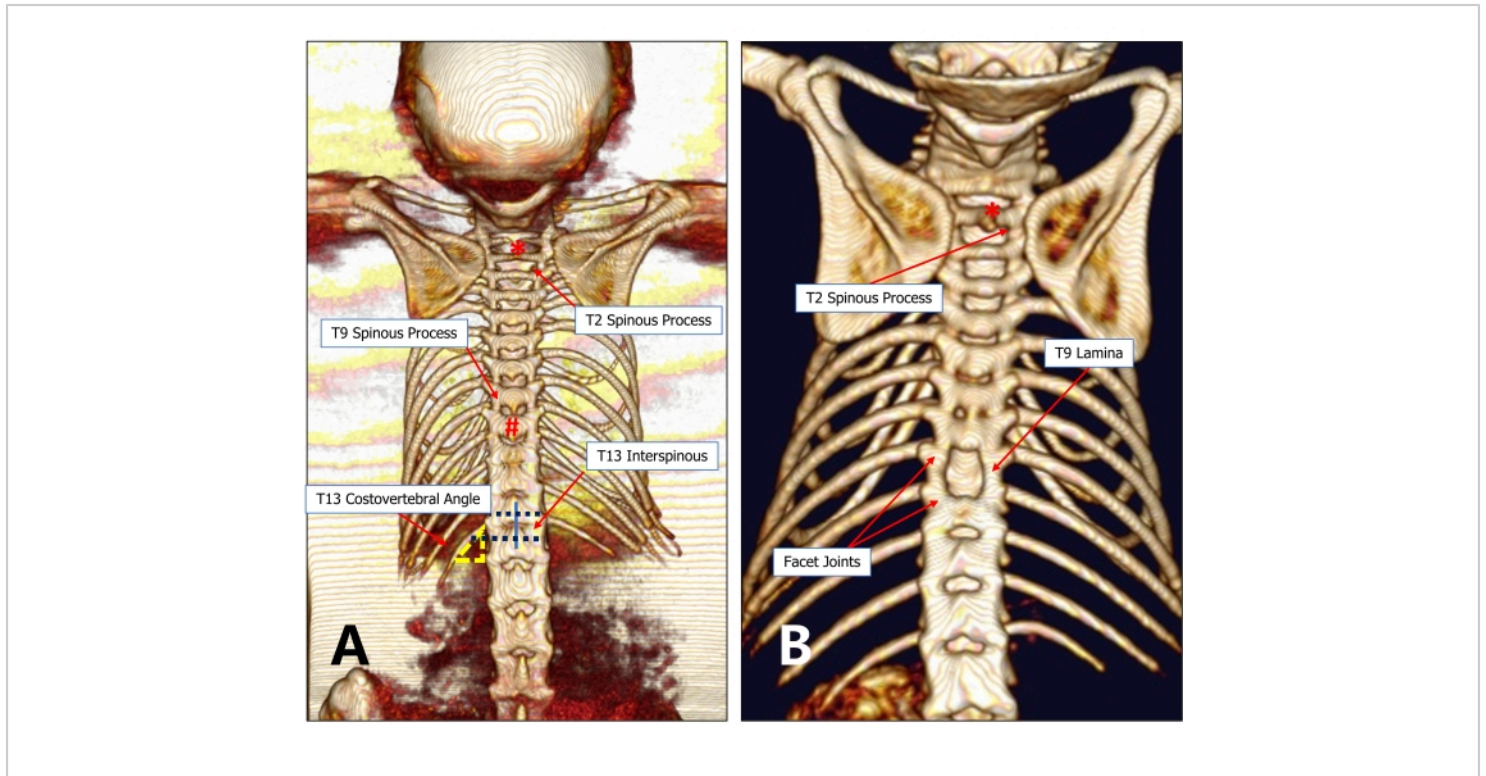 *
T9 Spinous Process
T2 Spinous Process
#
T13 Interspinous
T13 Costovertebral Angle
A
*
T2 Spinous Process
T9 Lamina
Facet Joints
B